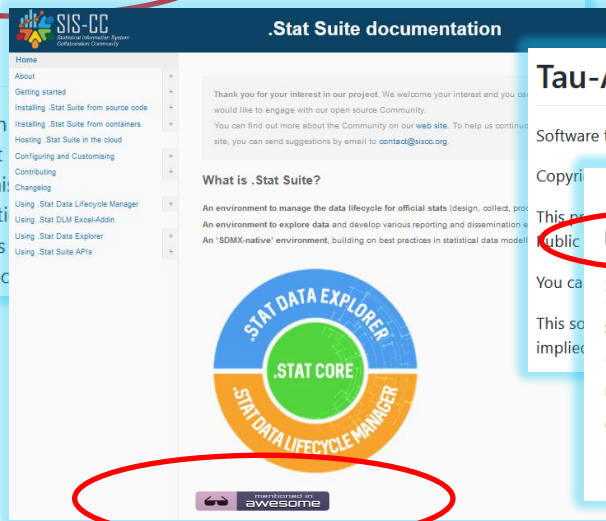 SIS-CC
Statistical Information System
Collaboration Community
.Stat Suite documentation
Home
About +
Getting started +
Installing .Stat Suite from source code +
Installing .Stat Suite from containers +
Hosting .Stat Suite in the cloud
Configuring and Customising +
Contributing +
Changelog
Using .Stat Data Lifecycle Manager +
Using .Stat DLM Excel-Addin
Using .Stat Data Explorer +
Using .Stat Suite APIs +
Thank you for your interest in our project. We welcome your interest and you can
would like to engage with our open source Community.
You can find out more about the Community on our web site. To help us continu
site, you can send suggestions by email to contact@siscc.org.
What is .Stat Suite?
An environment to manage the data lifecycle for official stats (design, collect, proc
An environment to explore data and develop various reporting and dissemination e
An 'SDMX-native' environment, building on best practices in statistical data modell
.STAT DATA EXPLORER
.STAT CORE
.STAT DATA LIFECYCLE MANAGER
mentioned in
awesome
Tau-A
Software
Copyri
This pr
Public
You ca
This so
implied